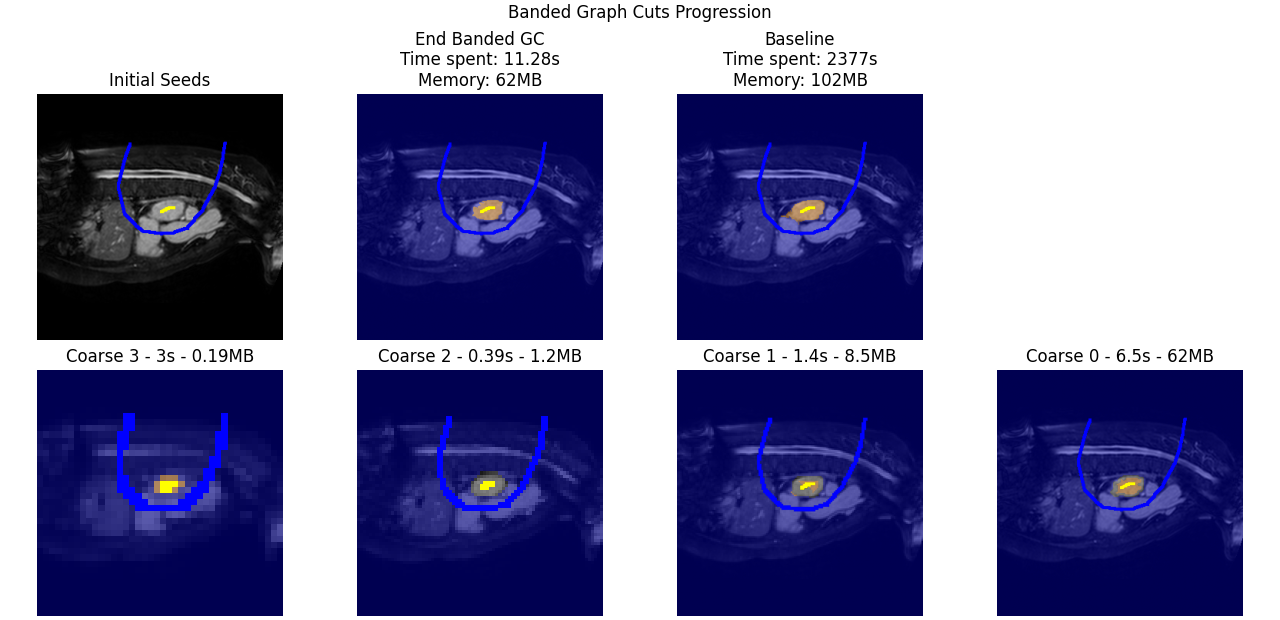 Banded Graph Cuts Progression
Initial Seeds
End Banded GC
Time spent: 11.28s
Memory: 62MB
Baseline
Time spent: 2377s
Memory: 102MB
Coarse 3 - 3s - 0.19MB
Coarse 2 - 0.39s - 1.2MB
Coarse 1 - 1.4s - 8.5MB
Coarse 0 - 6.5s - 62MB